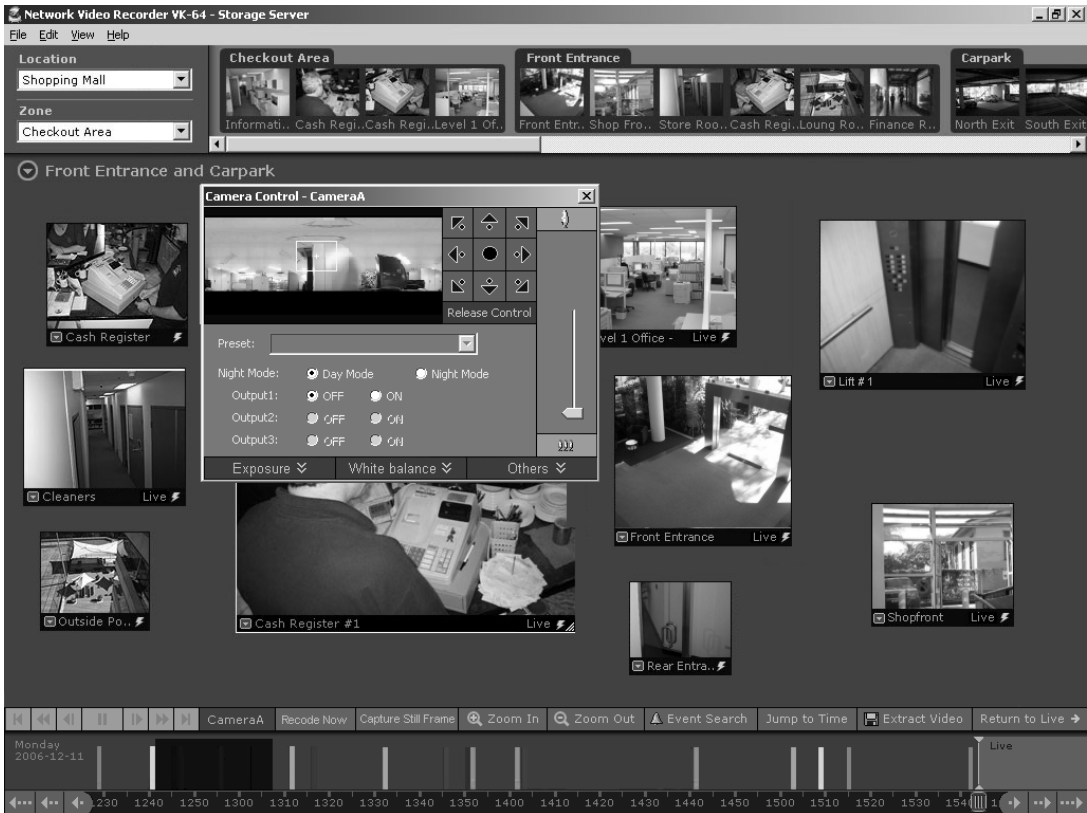 Network Video Recorder VK-64 - Storage Server
File Edit View Help
Location
Shopping Mall
Zone
Checkout Area
Checkout Area
Informati.. Cash Regi.. Cash Regi.. Level 1 Of..
Front Entrance
Front Entr.. Shop Fro.. Store Roo.. Cash Regi.. Loung Ro.. Finance R..
Carpark
North Exit South Exit
Front Entrance and Carpark
Camera Control - CameraA
Release Control
Preset:
Night Mode: Day Mode Night Mode
Output1: OFF ON
Output2: OFF ON
Output3: OFF ON
Exposure White balance Others
Cash Register
vel 1 Office - Live
Lift # 1 Live
Cleaners Live
Front Entrance Live
Outside Po..
Cash Register #1 Live
Shopfront Live
Rear Entra..
CameraA Recode Now Capture Still Frame Zoom In Zoom Out Event Search Jump to Time Extract Video Return to Live
Monday
2006-12-11
Live
1230 1240 1250 1300 1310 1320 1330 1340 1350 1400 1410 1420 1430 1440 1450 1500 1510 1520 1530 154